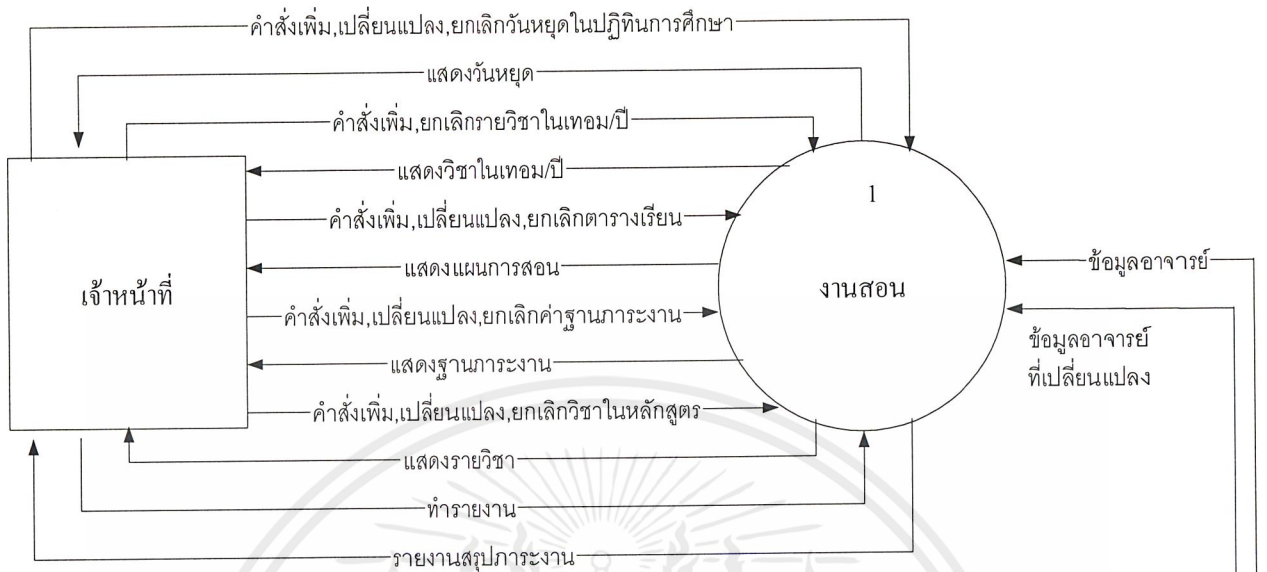 คำสั่งเพิ่ม,เปลี่ยนแปลง,ยกเลิกวันหยุดในปฏิทินการศึกษา
แสดงวันหยุด
คำสั่งเพิ่ม,ยกเลิกรายวิชาในเทอม/ปี
แสดงวิชาในเทอม/ปี
1
คำสั่งเพิ่ม,เปลี่ยนแปลง,ยกเลิกตารางเรียน
แสดงแผนการสอน
ข้อมูลอาจารย์
เจ้าหน้าที่
งานสอน
คำสั่งเพิ่ม,เปลี่ยนแปลง,ยกเลิกค่าฐานภาระงาน
ข้อมูลอาจารย์
ที่เปลี่ยนแปลง
แสดงฐานภาระงาน
คำสั่งเพิ่ม,เปลี่ยนแปลง,ยกเลิกวิชาในหลักสูตร
แสดงรายวิชา
ทำรายงาน
รายงานสรุปภาระงาน